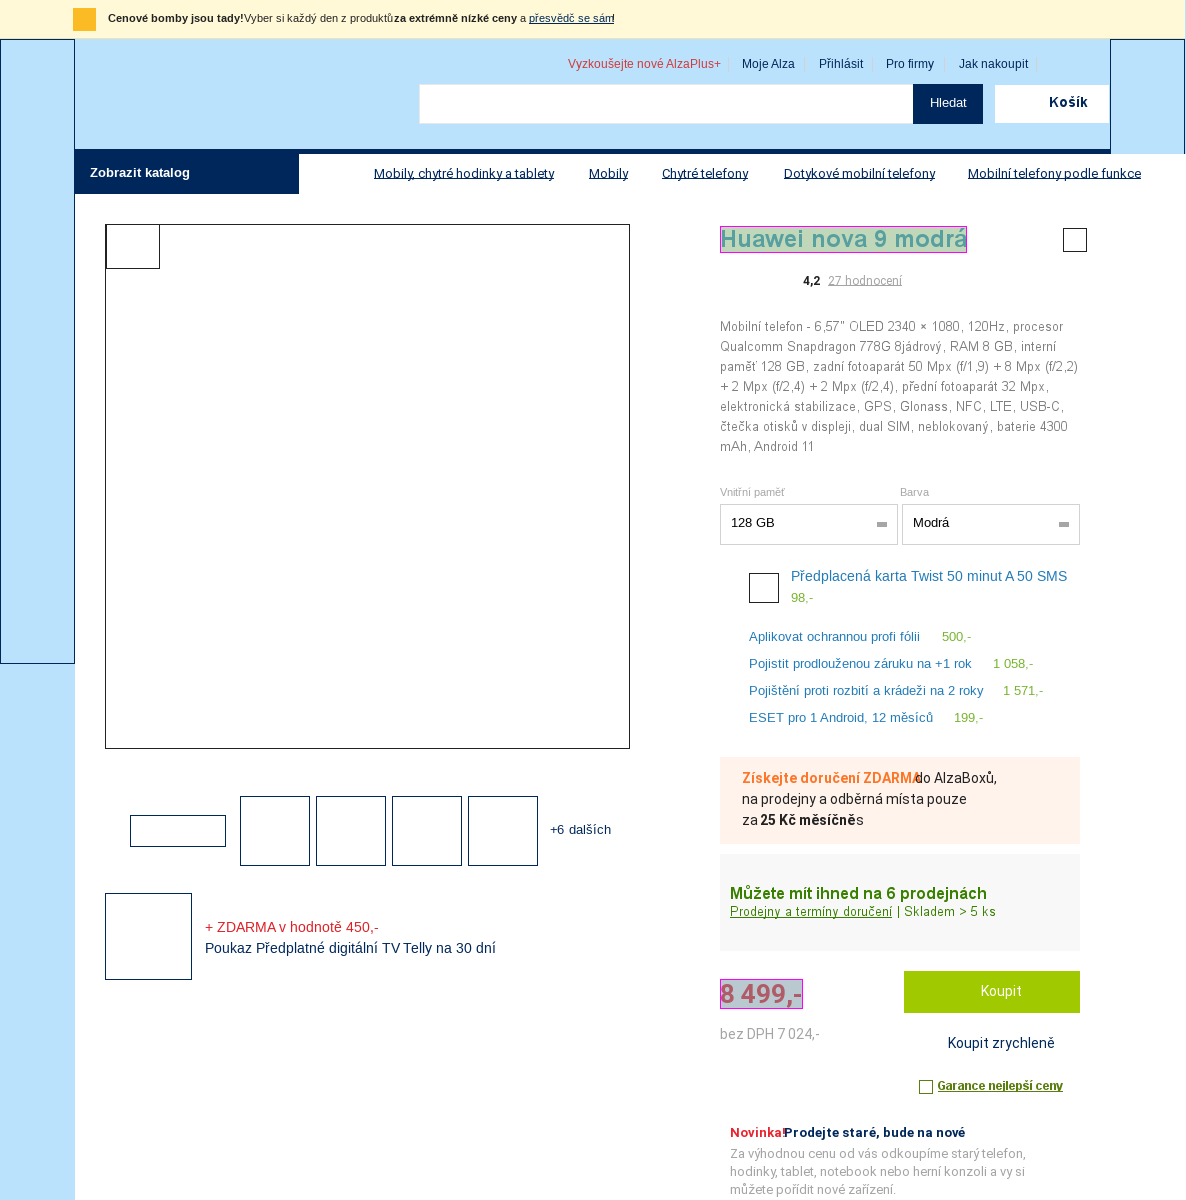 Cenové bomby jsou tady! Vyber si každý den z produktů za extrémně nízké ceny a přesvědč se sám!
Vyzkoušejte nové AlzaPlus+
Moje Alza
Přihlásit
Pro firmy
Jak nakoupit
Hledat
Košík
Zobrazit katalog
Mobily, chytré hodinky a tablety
Mobily
Chytré telefony
Dotykové mobilní telefony
Mobilní telefony podle funkce
Huawei nova 9 modrá
4,2 27 hodnocení
Mobilní telefon - 6,57" OLED 2340 × 1080, 120Hz, procesor
Qualcomm Snapdragon 778G 8jádrový, RAM 8 GB, interní
paměť 128 GB, zadní fotoaparát 50 Mpx (f/1,9) + 8 Mpx (f/2,2)
+ 2 Mpx (f/2,4) + 2 Mpx (f/2,4), přední fotoaparát 32 Mpx,
elektronická stabilizace, GPS, Glonass, NFC, LTE, USB-C,
čtečka otisků v displeji, dual SIM, neblokovaný, baterie 4300
mAh, Android 11
Vnitřní paměť
Barva
128 GB
Modrá
Předplacená karta Twist 50 minut A 50 SMS
98,-
Aplikovat ochrannou profi fólii 500,-
Pojistit prodlouženou záruku na +1 rok 1 058,-
Pojištění proti rozbití a krádeži na 2 roky 1 571,-
ESET pro 1 Android, 12 měsíců 199,-
Získejte doručení ZDARMA do AlzaBoxů,
na prodejny a odběrná místa pouze
za 25 Kč měsíčně s
+6 dalších
Můžete mít ihned na 6 prodejnách
Prodejny a termíny doručení | Skladem > 5 ks
+ ZDARMA v hodnotě 450,-
Poukaz Předplatné digitální TV Telly na 30 dní
8 499,-
Koupit
bez DPH 7 024,-
Koupit zrychleně
Garance nejlepší ceny
Novinka! Prodejte staré, bude na nové
Za výhodnou cenu od vás odkoupíme starý telefon,
hodinky, tablet, notebook nebo herní konzoli a vy si
můžete pořídit nové zařízení.